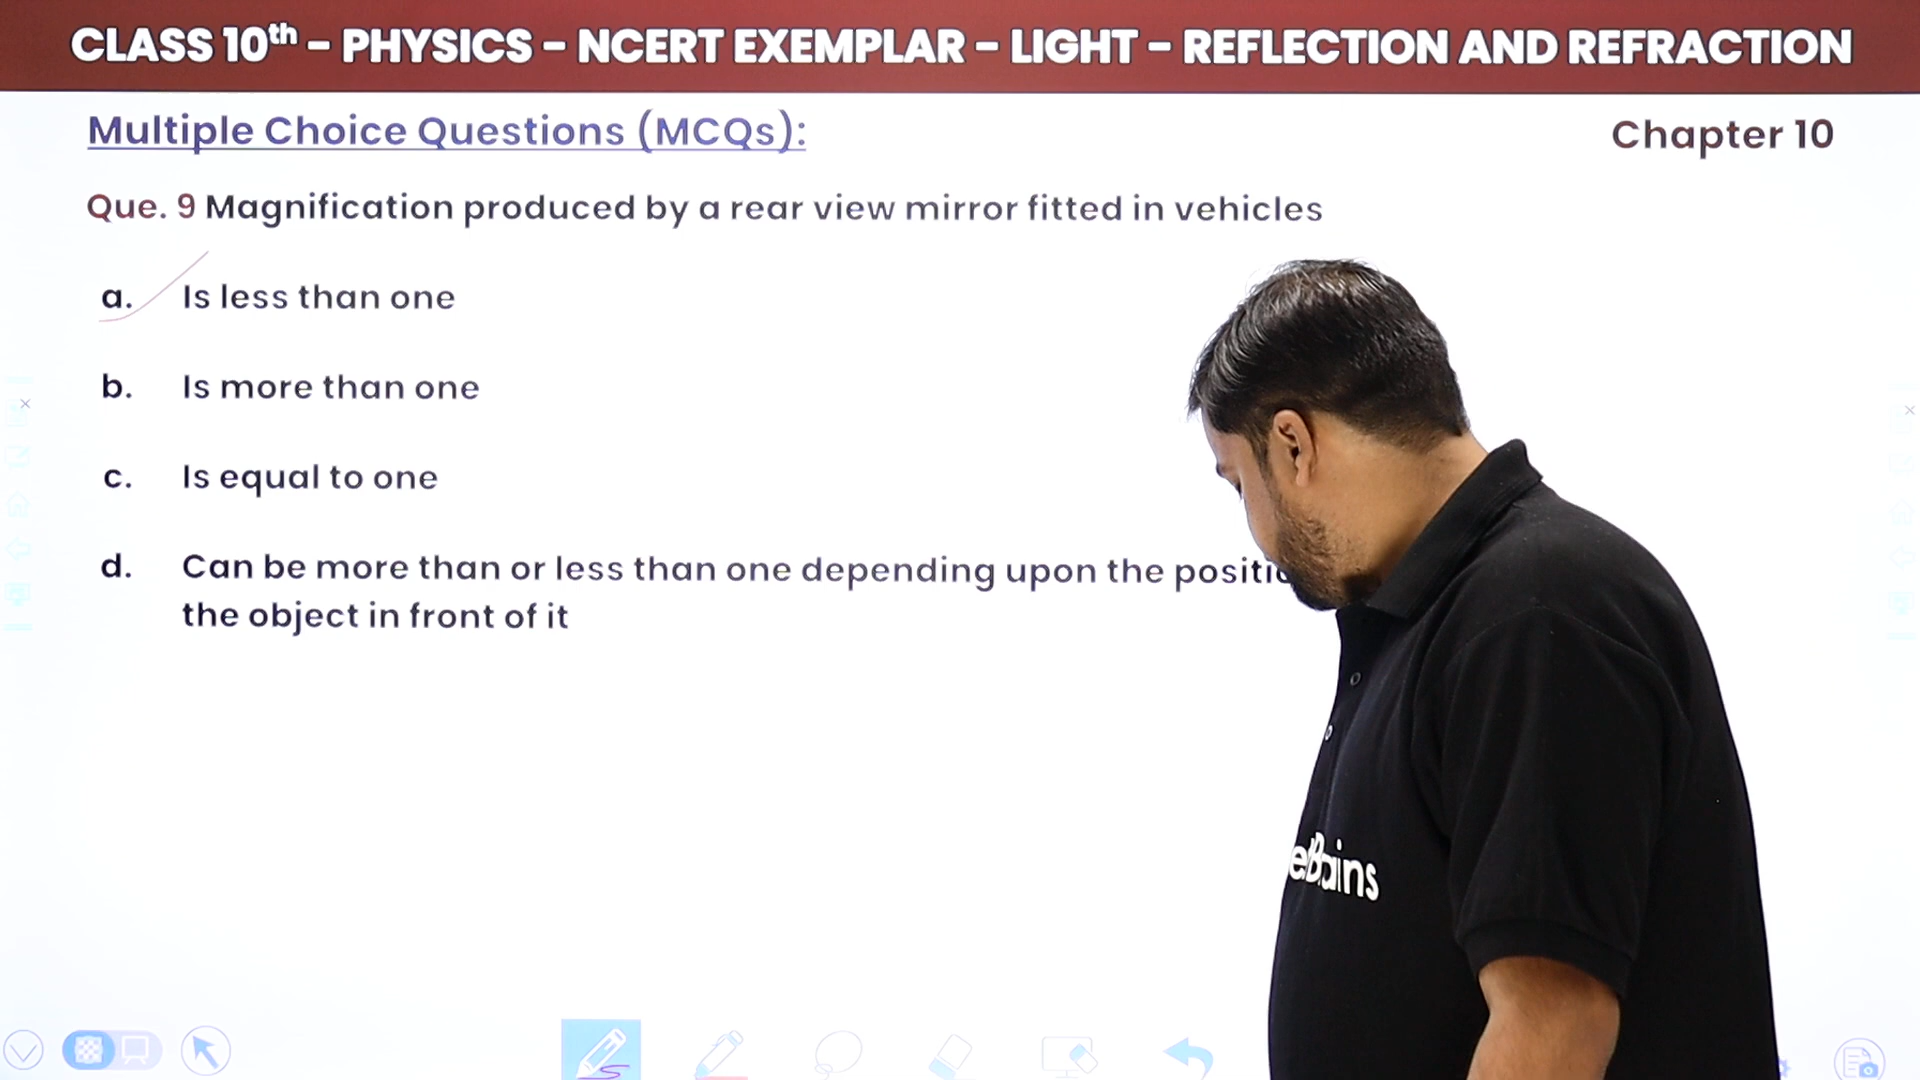 CLASS 10th – PHYSICS – NCERT EXEMPLAR – LIGHT – REFLECTION AND REFRACTION
Multiple Choice Questions (MCQs):
Chapter 10
Que. 9 Magnification produced by a rear view mirror fitted in vehicles
a. Is less than one
b. Is more than one
c. Is equal to one
d. Can be more than or less than one depending upon the
the object in front of it